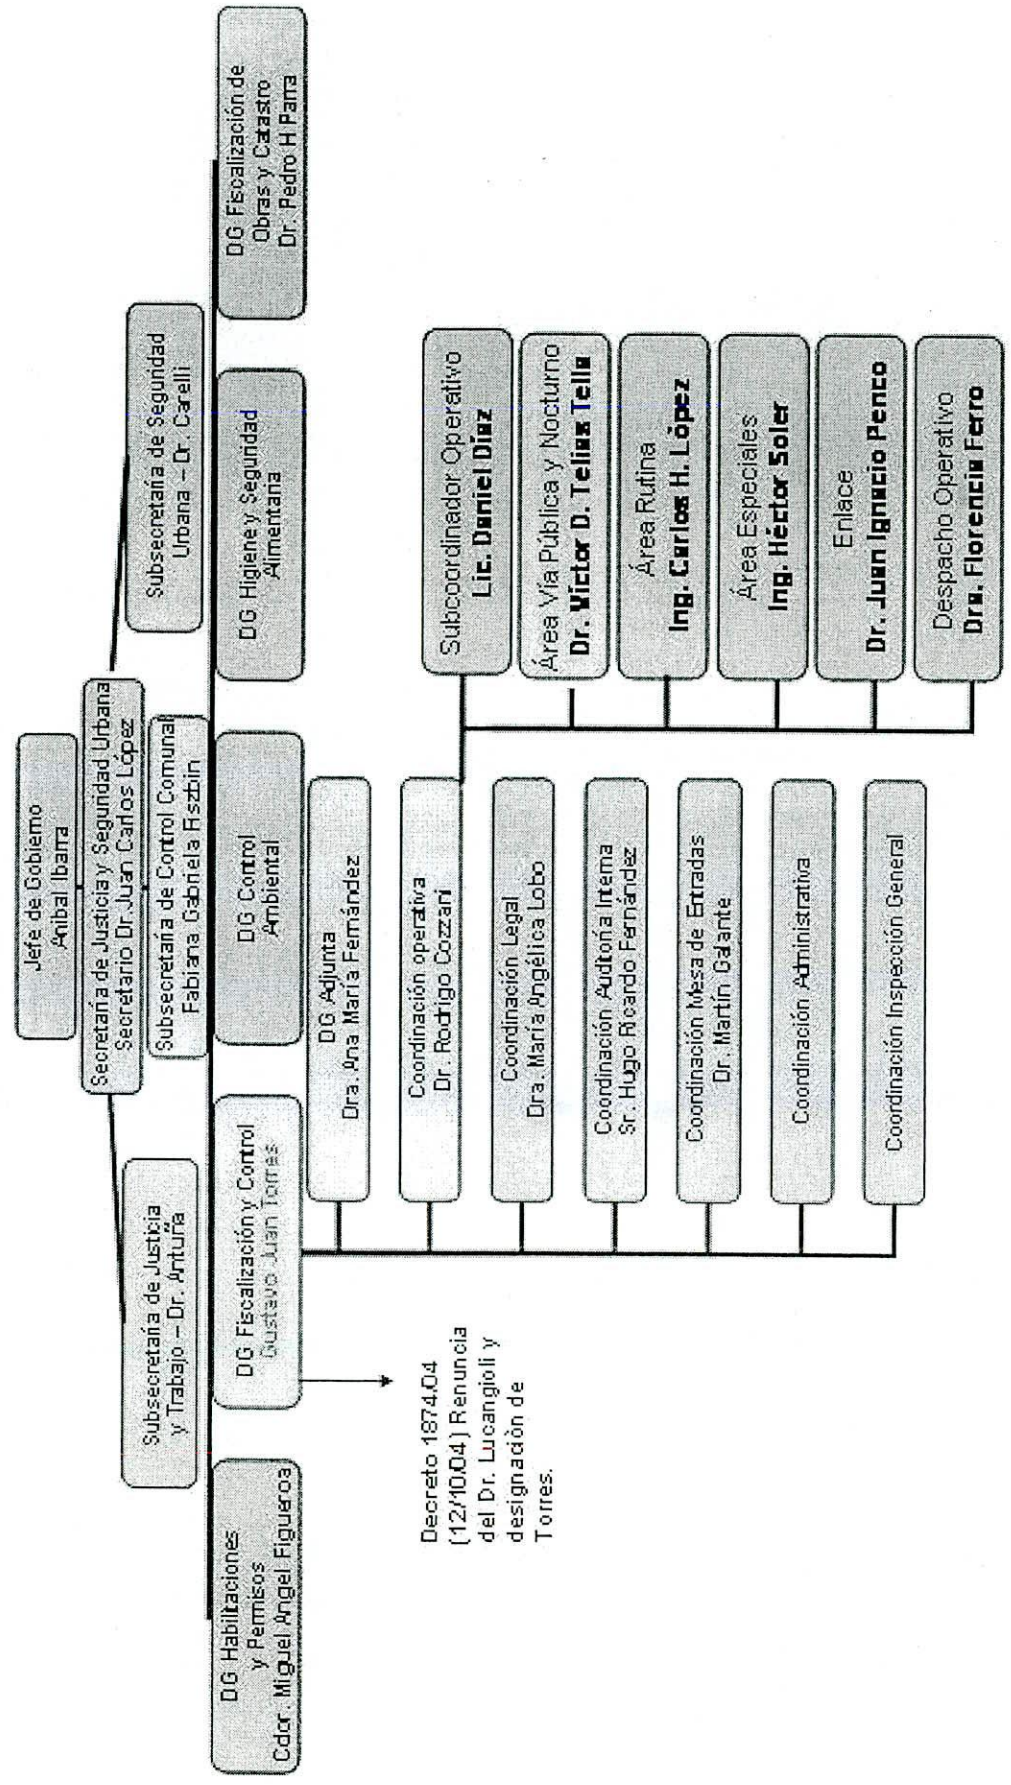 Jefe de Gobierno
Anibal Ibarra
Secretaría de Justicia y Seguridad Urbana
Secretario Dr. Juan Carlos López
Subsecretaría de Control Comunal
Fabiana Gabriela Fiszbin
Subsecretaría de Justicia
y Trabajo – Dr. Antuña
Subsecretaría de Seguridad
Urbana – Dr. Carelli
DG Habilitaciones
y Permisos
Cdor. Miguel Angel Figueroa
DG Fiscalización y Control
Gustavo Juan Torres
DG Control
Ambiental
DG Higiene y Seguridad
Alimentaria
DG Fiscalización de
Obras y Catastro
Dr. Pedro H Parra
Decreto 1874.04
(12/10.04) Renuncia
del Dr. Lucangioli y
designación de
Torres.
DG Adjunta
Dra. Ana María Fernández
Coordinación operativa
Dr. Rodrigo Cozzani
Coordinación Legal
Dra. María Angélica Lobo
Coordinación Auditoría Interna
Sr. Hugo Ricardo Fernández
Coordinación Mesa de Entradas
Dr. Martín Galante
Coordinación Administrativa
Coordinación Inspección General
Subcoordinador Operativo
Lic. Daniel Díaz
Área Vía Pública y Nocturno
Dr. Víctor D. Telias Tello
Área Rutina
Ing. Carlos H. López
Área Especiales
Ing. Héctor Soler
Enlace
Dr. Juan Ignacio Penco
Despacho Operativo
Dra. Florencia Ferro